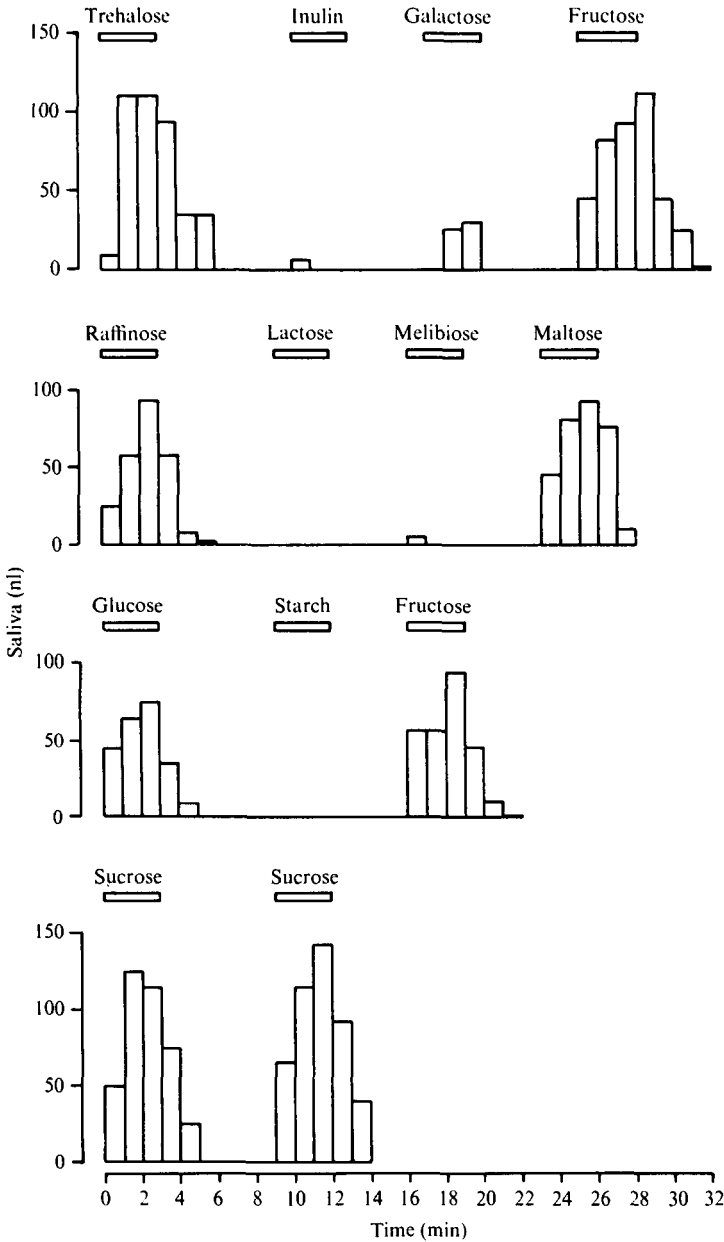 Trehalose Inulin Galactose Fructose
150
100
50
0
Raffinose Lactose Melibiose Maltose
100
50
0
Saliva (nl)
Glucose Starch Fructose
100
50
0
Sucrose Sucrose
150
100
50
0
0 2 4 6 8 10 12 14 16 18 20 22 24 26 28 30 32
Time (min)